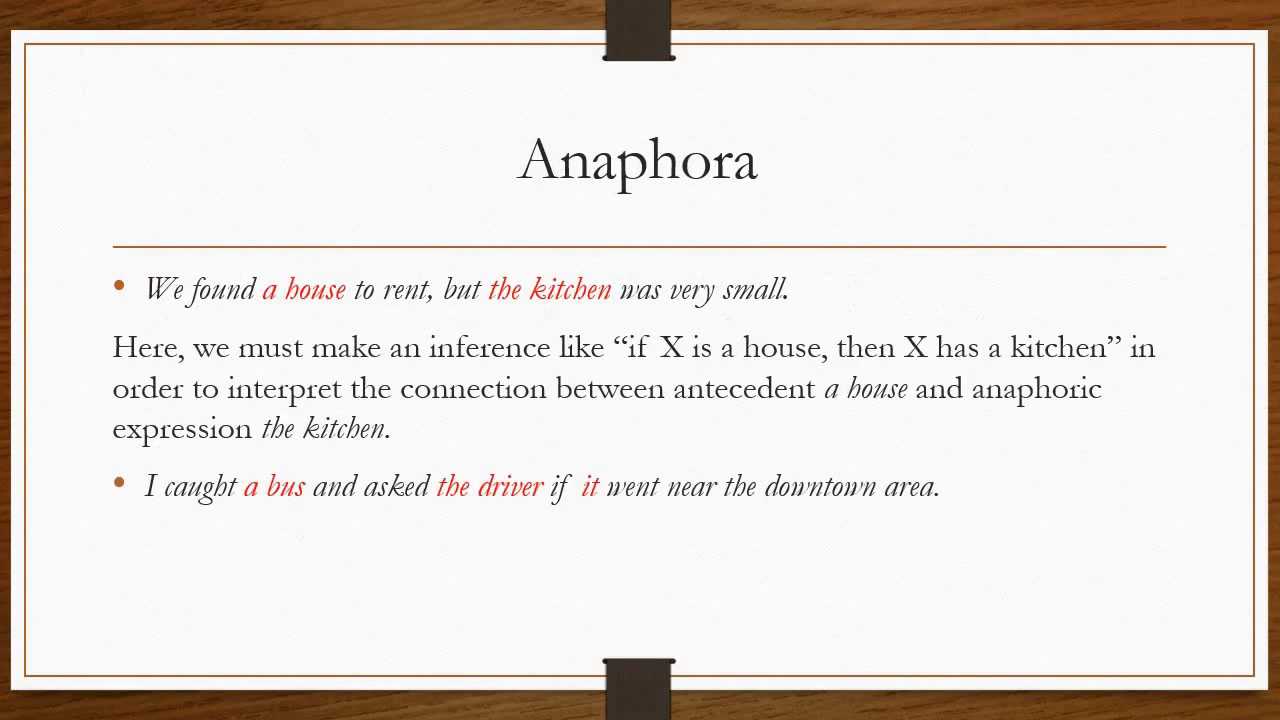 Anaphora
• We found a house to rent, but the kitchen was very small.
Here, we must make an inference like “if X is a house, then X has a kitchen” in
order to interpret the connection between antecedent a house and anaphoric
expression the kitchen.
• I caught a bus and asked the driver if it went near the downtown area.